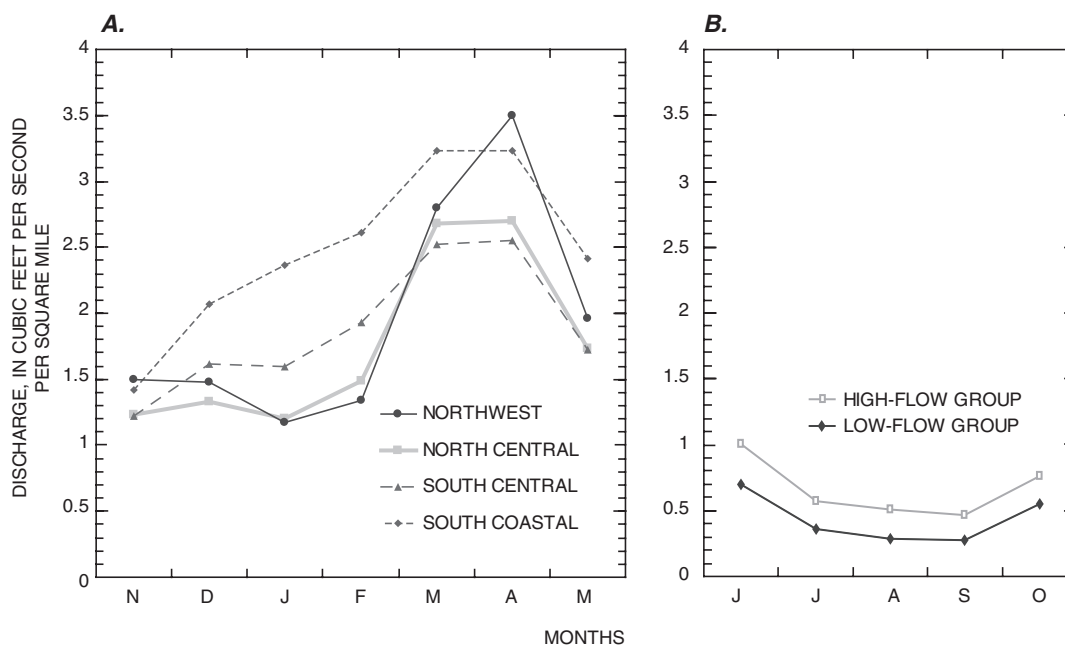 A.
B.
DISCHARGE, IN CUBIC FEET PER SECOND
PER SQUARE MILE
4
3.5
3
2.5
2
1.5
1
0.5
0
N D J F M A M
NORTHWEST
NORTH CENTRAL
SOUTH CENTRAL
SOUTH COASTAL
4
3.5
3
2.5
2
1.5
1
0.5
0
J J A S O
HIGH-FLOW GROUP
LOW-FLOW GROUP
MONTHS